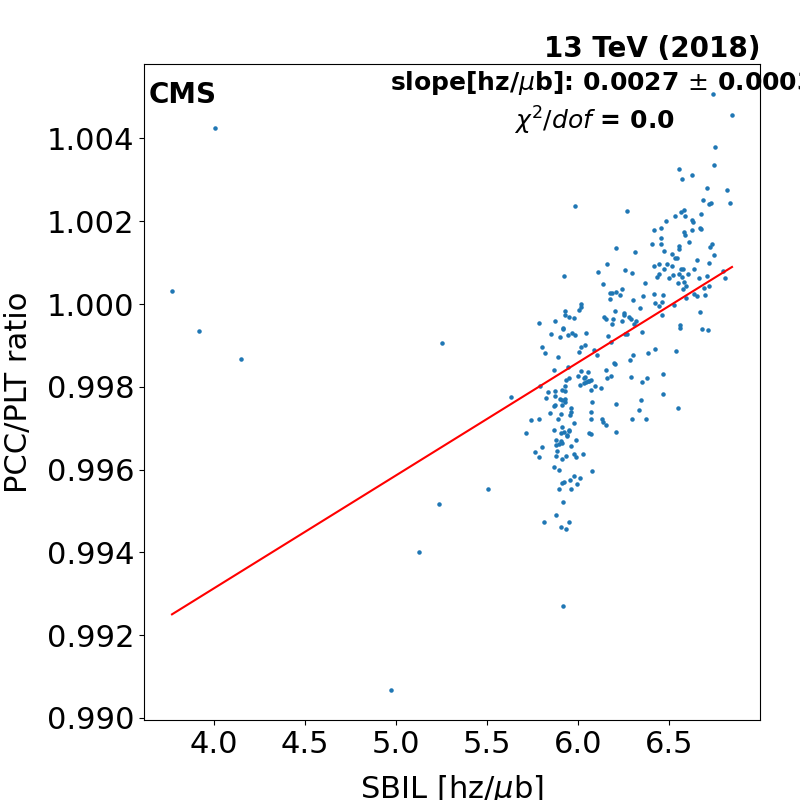 13 TeV (2018)
CMS
slope[hz/μb]: 0.0027 ± 0.0003
χ²/dof = 0.0
1.004
1.002
1.000
0.998
0.996
0.994
0.992
0.990
PCC/PLT ratio
4.0 4.5 5.0 5.5 6.0 6.5
SBIL [hz/μb]